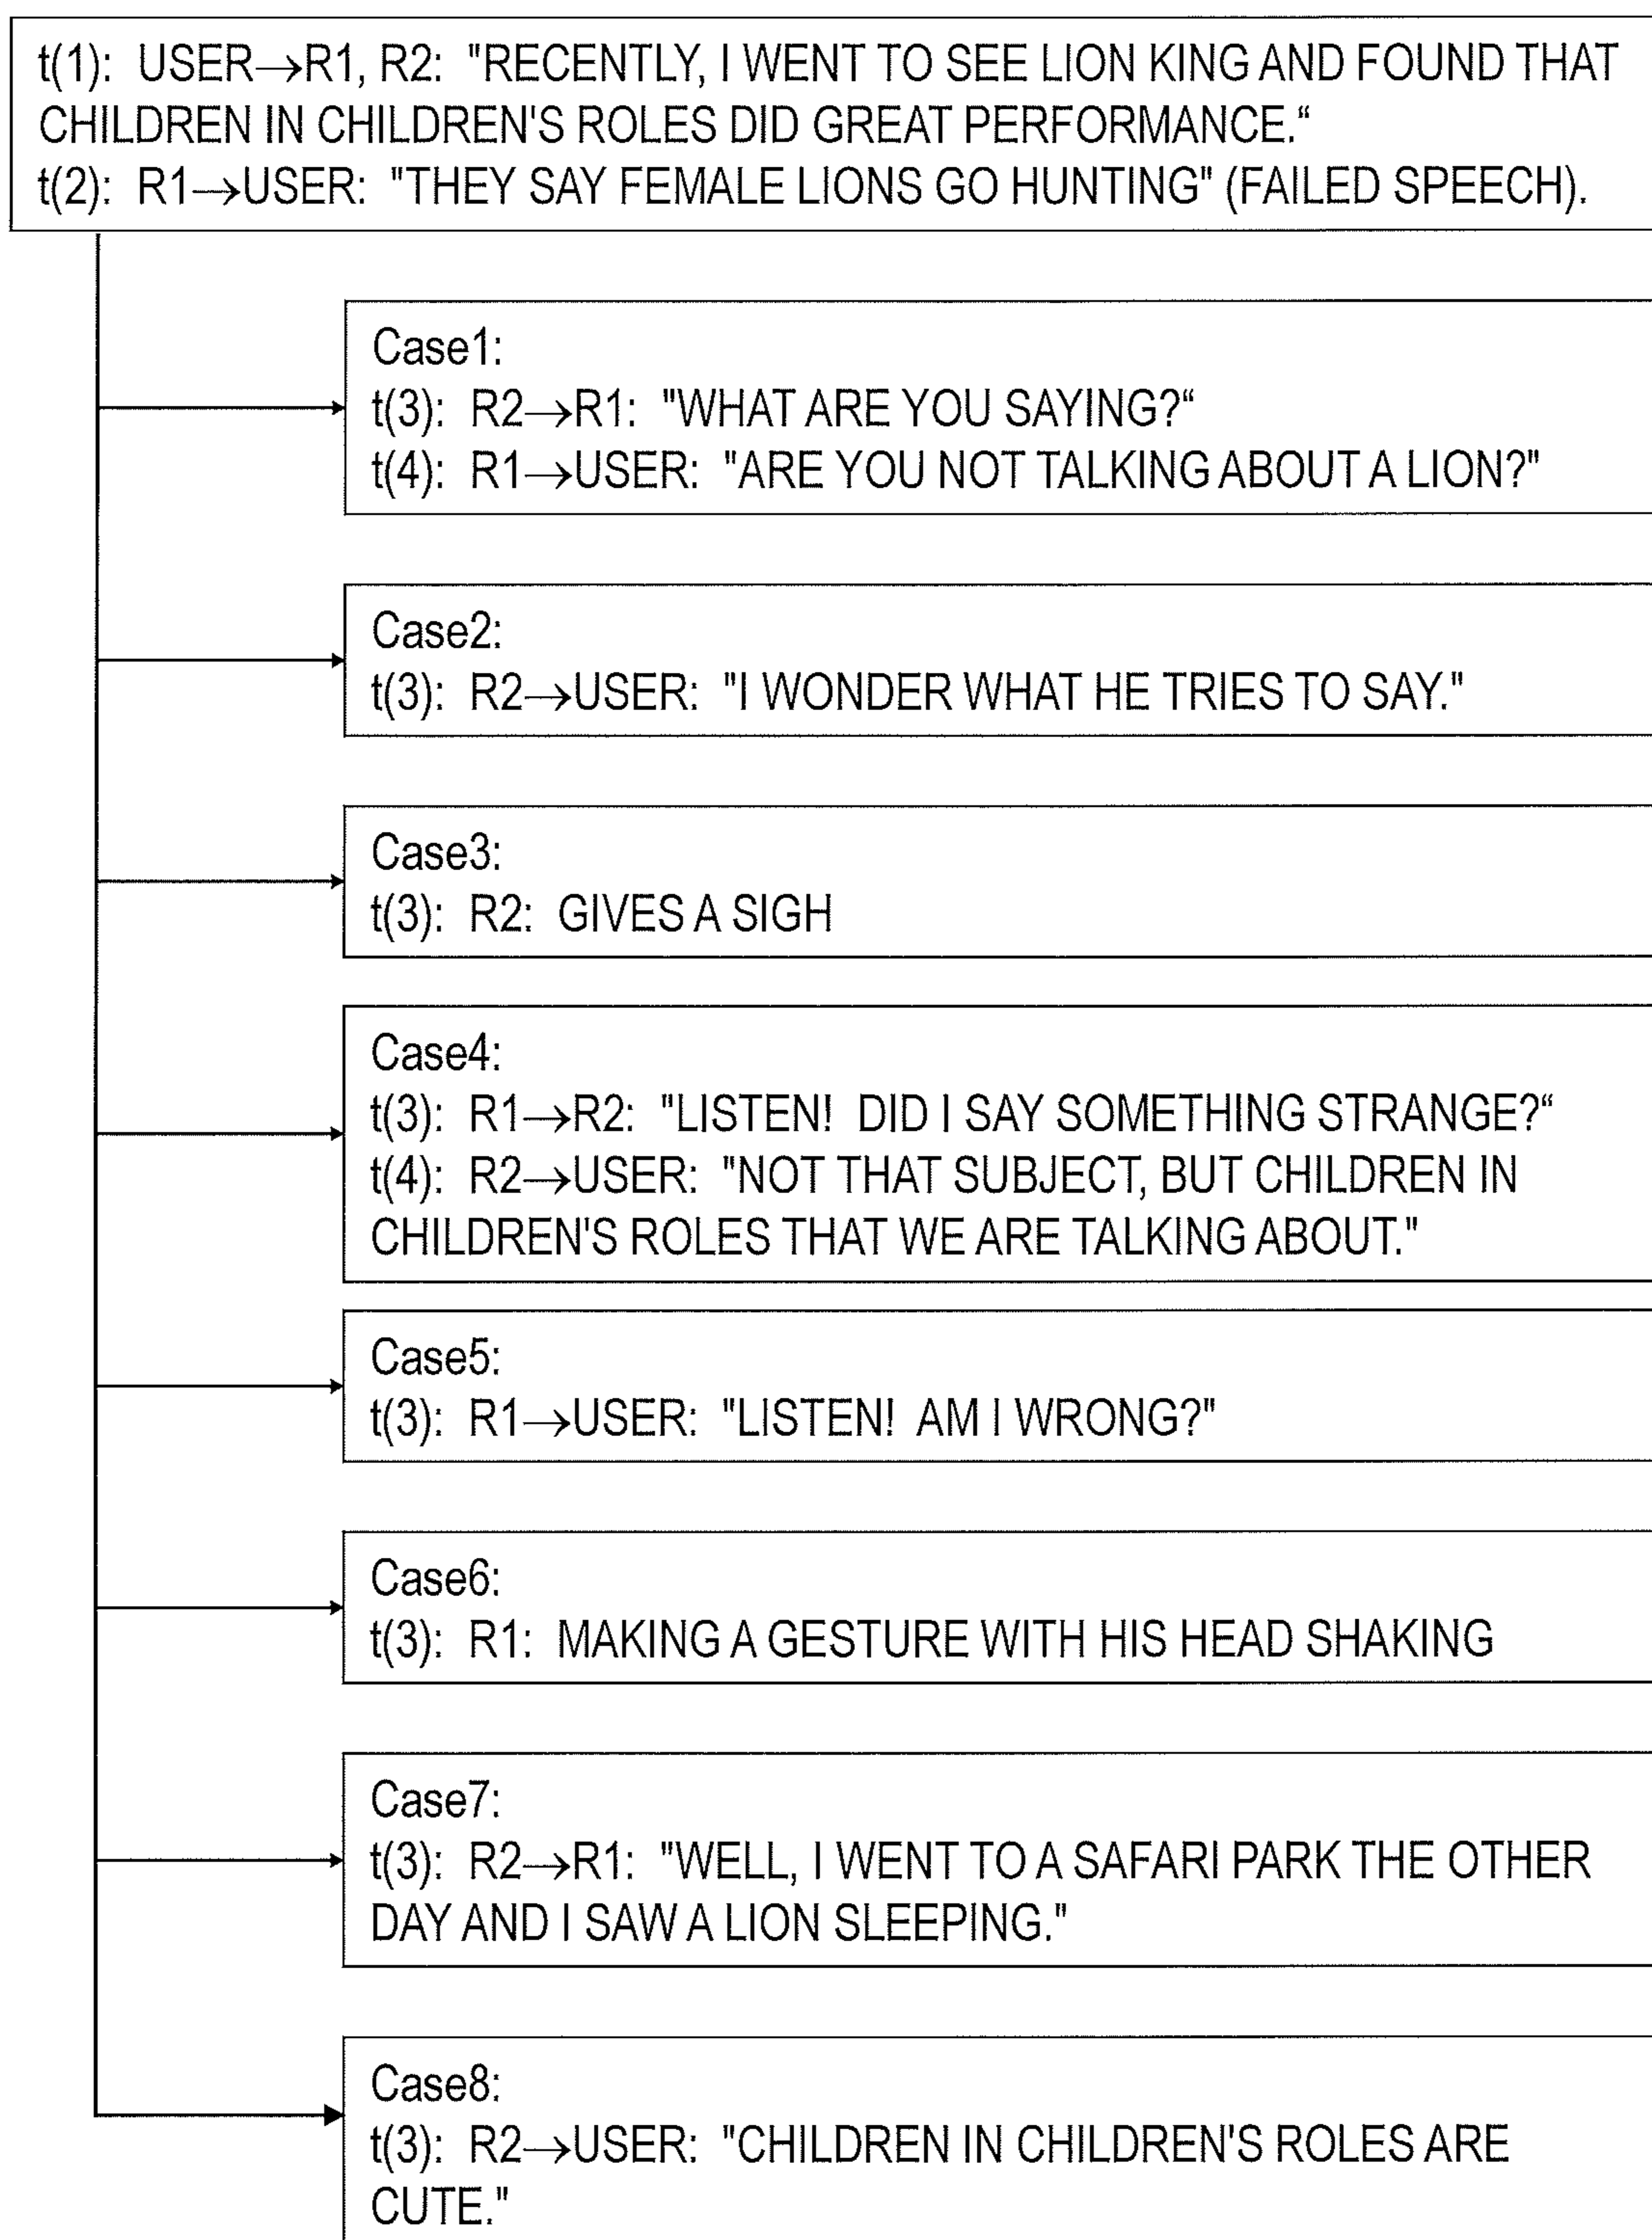 t(1): USER→R1, R2: "RECENTLY, I WENT TO SEE LION KING AND FOUND THAT
CHILDREN IN CHILDREN'S ROLES DID GREAT PERFORMANCE.“
t(2): R1→USER: "THEY SAY FEMALE LIONS GO HUNTING" (FAILED SPEECH).
Case1:
t(3): R2→R1: "WHAT ARE YOU SAYING?“
t(4): R1→USER: "ARE YOU NOT TALKING ABOUT A LION?"
Case2:
t(3): R2→USER: "I WONDER WHAT HE TRIES TO SAY."
Case3:
t(3): R2: GIVES A SIGH
Case4:
t(3): R1→R2: "LISTEN! DID I SAY SOMETHING STRANGE?“
t(4): R2→USER: "NOT THAT SUBJECT, BUT CHILDREN IN
CHILDREN'S ROLES THAT WE ARE TALKING ABOUT."
Case5:
t(3): R1→USER: "LISTEN! AM I WRONG?"
Case6:
t(3): R1: MAKING A GESTURE WITH HIS HEAD SHAKING
Case7:
t(3): R2→R1: "WELL, I WENT TO A SAFARI PARK THE OTHER
DAY AND I SAW A LION SLEEPING."
Case8:
t(3): R2→USER: "CHILDREN IN CHILDREN'S ROLES ARE
CUTE."